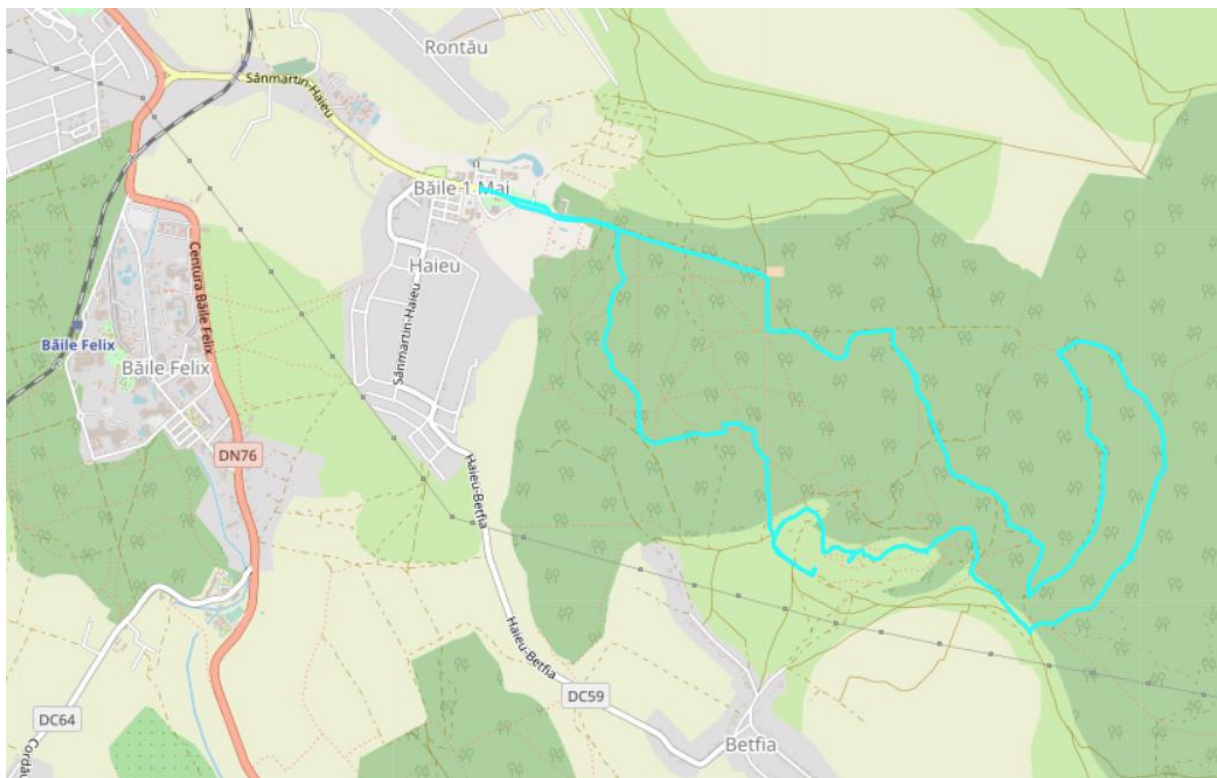 Rontău
Sânmartin-Haieu
Băile 1 Mai
Haieu
Centura Băile Felix
Sânmartin-Haieu
Băile Felix
Băile Felix
DN76
Haieu-Betfia
Haieu-Betfia
DC59
DC64
Betfia